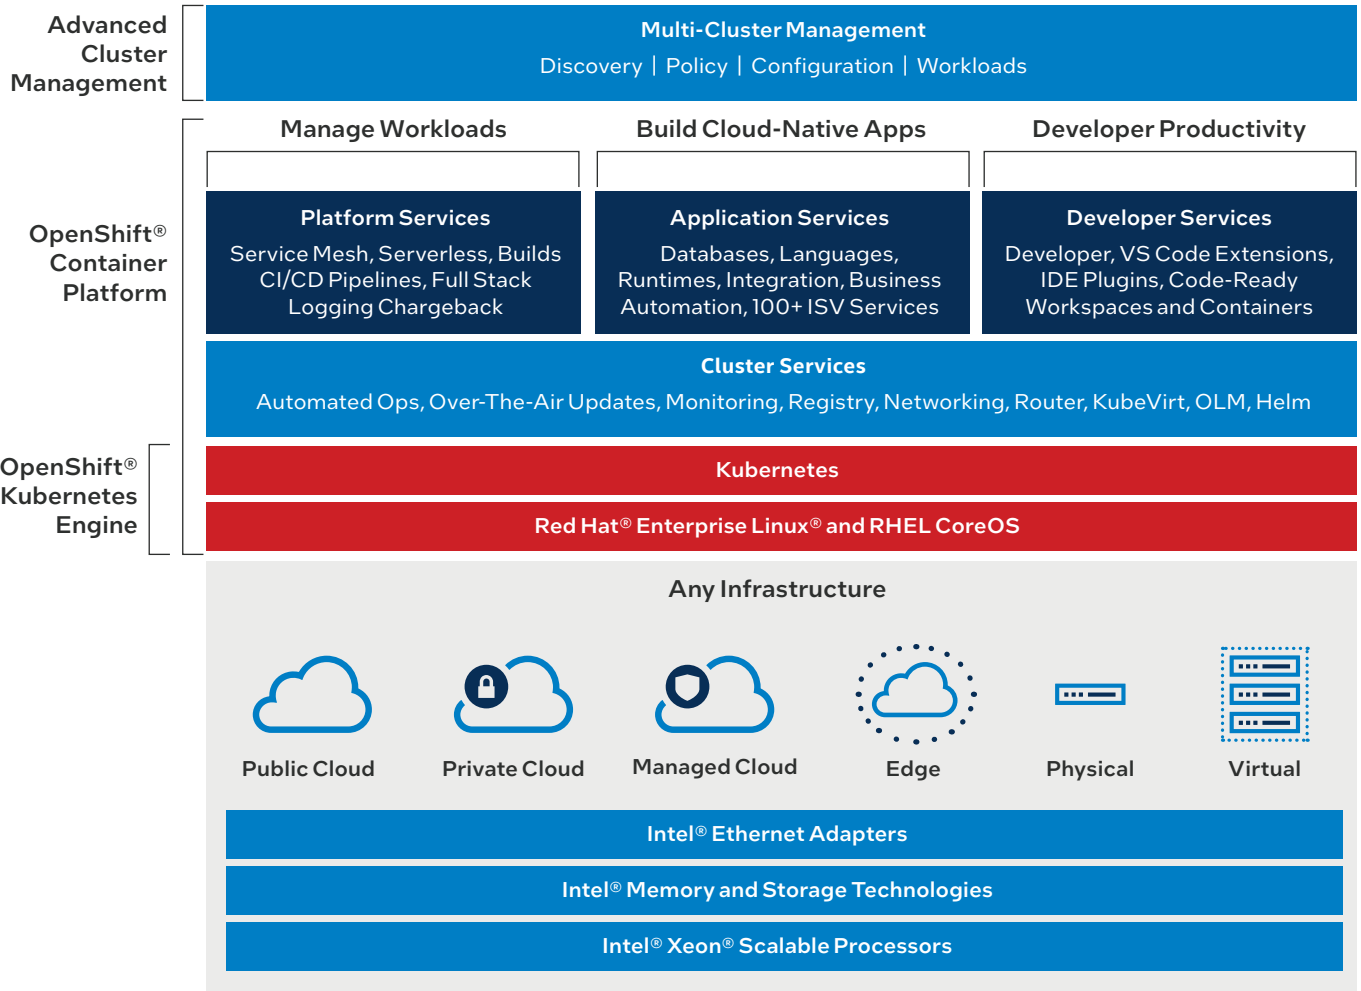 Advanced
Cluster
Management
Multi-Cluster Management
Discovery | Policy | Configuration | Workloads
OpenShift®
Container
Platform
Manage Workloads
Build Cloud-Native Apps
Developer Productivity
Platform Services
Service Mesh, Serverless, Builds
CI/CD Pipelines, Full Stack
Logging Chargeback
Application Services
Databases, Languages,
Runtimes, Integration, Business
Automation, 100+ ISV Services
Developer Services
Developer, VS Code Extensions,
IDE Plugins, Code-Ready
Workspaces and Containers
Cluster Services
Automated Ops, Over-The-Air Updates, Monitoring, Registry, Networking, Router, KubeVirt, OLM, Helm
OpenShift®
Kubernetes
Engine
Kubernetes
Red Hat® Enterprise Linux® and RHEL CoreOS
Any Infrastructure
Public Cloud
Private Cloud
Managed Cloud
Edge
Physical
Virtual
Intel® Ethernet Adapters
Intel® Memory and Storage Technologies
Intel® Xeon® Scalable Processors